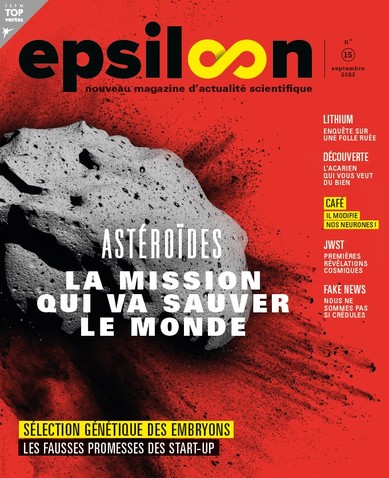 SEPM
TOP
ventes
epsiloon
nouveau magazine d'actualité scientifique
n°
15
septembre
2022
LITHIUM
ENQUÊTE SUR
UNE FOLLE RUÉE
DÉCOUVERTE
L'ACARIEN
QUI VOUS VEUT
DU BIEN
CAFÉ
IL MODIFIE
NOS NEURONES !
JWST
PREMIÈRES
RÉVÉLATIONS
COSMIQUES
FAKE NEWS
NOUS NE
SOMMES PAS
SI CRÉDULES
ASTÉROÏDES
LA MISSION
QUI VA SAUVER
LE MONDE
SÉLECTION GÉNÉTIQUE DES EMBRYONS
LES FAUSSES PROMESSES DES START-UP